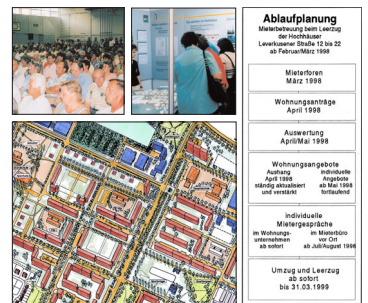 Ablaufplanung
Mieterbetreuung beim Leerzug
der Hochhäuser
Leverkusener Straße 12 bis 22
ab Februar/März 1998
Mieterforen
März 1998
Wohnungsanträge
April 1998
Auswertung
April/Mai 1998
Wohnungsangebote
Aushang
April 1998
ständig aktualisiert
und verstärkt
individuelle
Angebote
ab Mai 1998
fortlaufend
individuelle
Mietergespräche
im Wohnungs-
unternehmen
ab sofort
im Mieterbüro
vor Ort
ab Juli/August 1998
Umzug und Leerzug
ab sofort
bis 31.03.1999